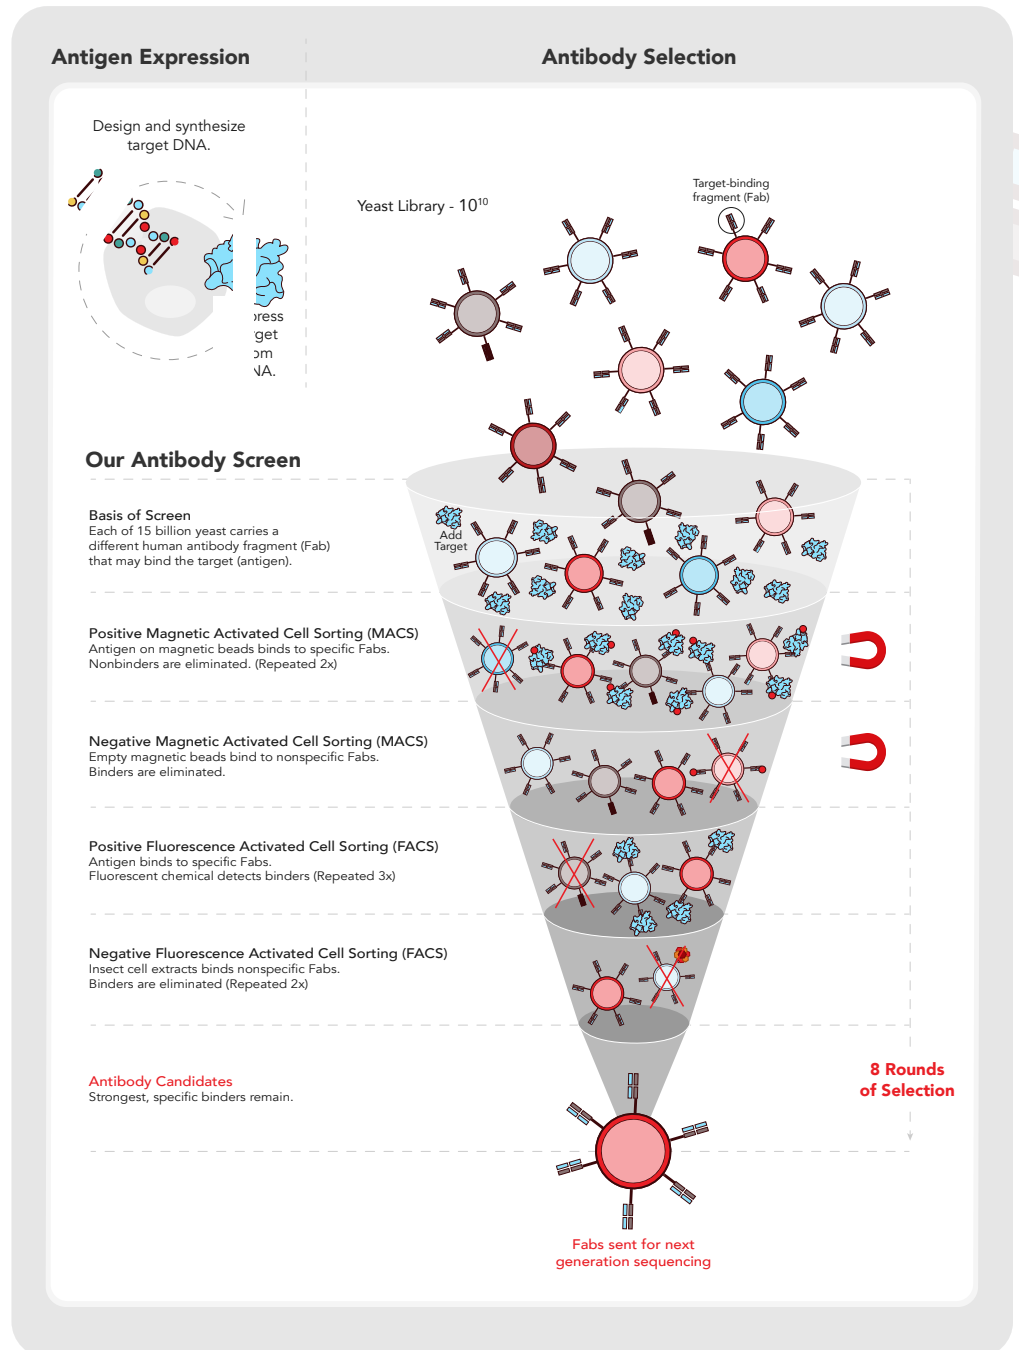 Antigen Expression
Antibody Selection
Design and synthesize
target DNA.
Yeast Library - 10¹⁰
Target-binding
fragment (Fab)
press
rget
om
NA.
Our Antibody Screen
Basis of Screen
Each of 15 billion yeast carries a
different human antibody fragment (Fab)
that may bind the target (antigen).
Add
Target
Positive Magnetic Activated Cell Sorting (MACS)
Antigen on magnetic beads binds to specific Fabs.
Nonbinders are eliminated. (Repeated 2x)
Negative Magnetic Activated Cell Sorting (MACS)
Empty magnetic beads bind to nonspecific Fabs.
Binders are eliminated.
Positive Fluorescence Activated Cell Sorting (FACS)
Antigen binds to specific Fabs.
Fluorescent chemical detects binders (Repeated 3x)
Negative Fluorescence Activated Cell Sorting (FACS)
Insect cell extracts binds nonspecific Fabs.
Binders are eliminated (Repeated 2x)
Antibody Candidates
Strongest, specific binders remain.
8 Rounds
of Selection
Fabs sent for next
generation sequencing